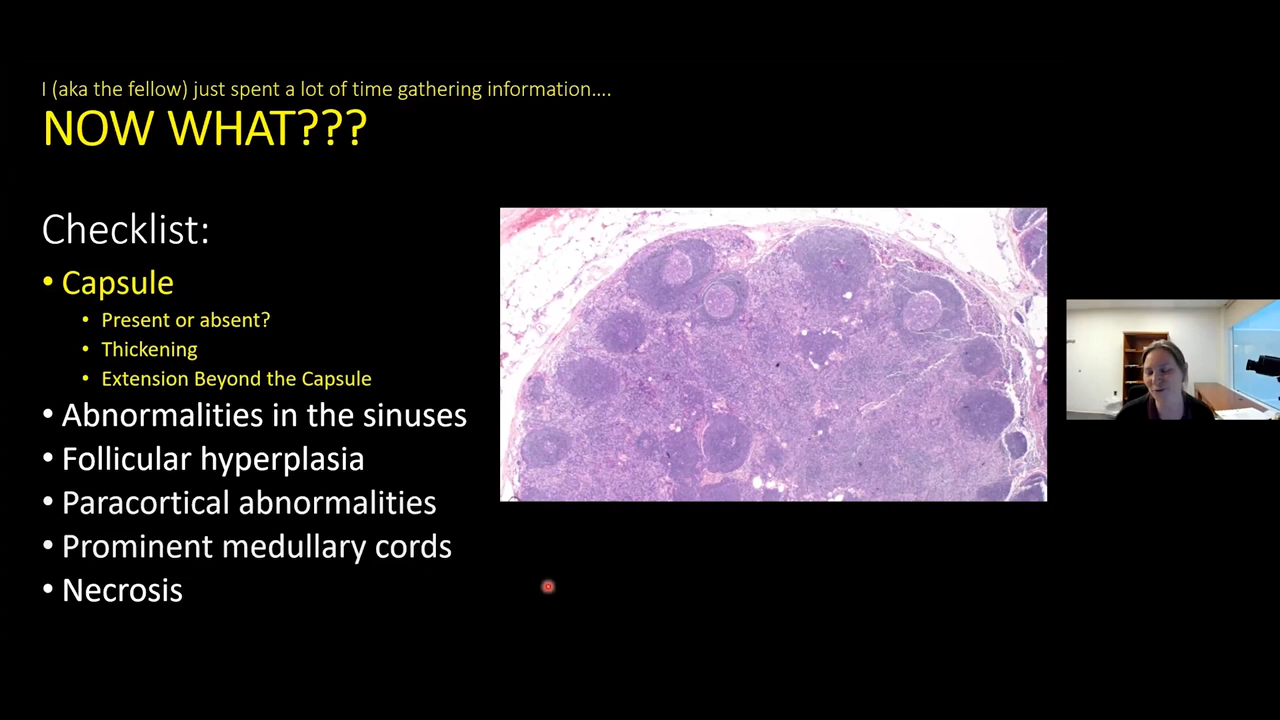 I (aka the fellow) just spent a lot of time gathering information....
NOW WHAT???
Checklist:
• Capsule
• Present or absent?
• Thickening
• Extension Beyond the Capsule
• Abnormalities in the sinuses
• Follicular hyperplasia
• Paracortical abnormalities
• Prominent medullary cords
• Necrosis